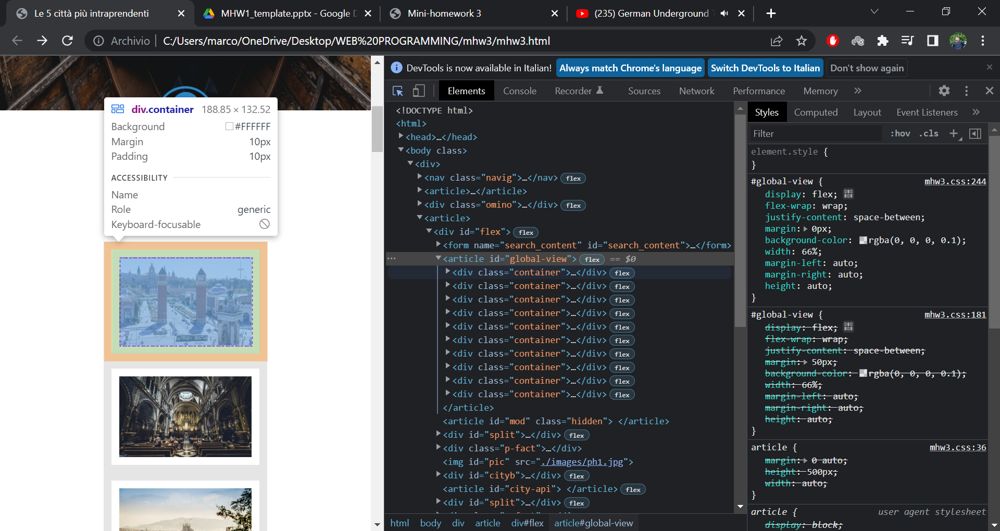 Le 5 città più intraprendenti
MHW1_template.pptx - Google D
Mini-homework 3
(235) German Underground T
Archivio
C:/Users/marco/OneDrive/Desktop/WEB%20PROGRAMMING/mhw3/mhw3.html
div.container 188.85 × 132.52
Background #FFFFFF
Margin 10px
Padding 10px
ACCESSIBILITY
Name
Role generic
Keyboard-focusable
DevTools is now available in Italian! Always match Chrome's language Switch DevTools to Italian Don't show again
Elements Console Recorder Sources Network Performance Memory »
<!DOCTYPE html>
<html>
<head>…</head>
<body class>
<div>
<nav class="navig">…</nav> flex
<article>…</article>
<div class="omino">…</div> flex
<article>
<div id="flex"> flex
<form name="search_content" id="search_content">…</form>
<article id="global-view"> flex == $0
<div class="container">…</div> flex
<div class="container">…</div> flex
<div class="container">…</div> flex
<div class="container">…</div> flex
<div class="container">…</div> flex
<div class="container">…</div> flex
<div class="container">…</div> flex
<div class="container">…</div> flex
<div class="container">…</div> flex
<div class="container">…</div> flex
</article>
<article id="mod" class="hidden"> </article>
<div id="split">…</div> flex
<div class="p-fact">…</div>
<img id="pic" src="./images/ph1.jpg">
<div id="cityb">…</div> flex
<article id="city-api"> </article> flex
<div id="split">…</div> flex
html body div article div#flex article#global-view
Styles Computed Layout Event Listeners »
Filter :hov .cls +
element.style {
}
#global-view { mhw3.css:244
display: flex;
flex-wrap: wrap;
justify-content: space-between;
margin: 0px;
background-color: rgba(0, 0, 0, 0.1);
width: 66%;
margin-left: auto;
margin-right: auto;
height: auto;
}
#global-view { mhw3.css:181
display: flex;
flex-wrap: wrap;
justify-content: space-between;
margin: 50px;
background-color: rgba(0, 0, 0, 0.1);
width: 66%;
margin-left: auto;
margin-right: auto;
height: auto;
}
article { mhw3.css:36
margin: 0 auto;
height: 500px;
width: auto;
}
article { user agent stylesheet
display: block;